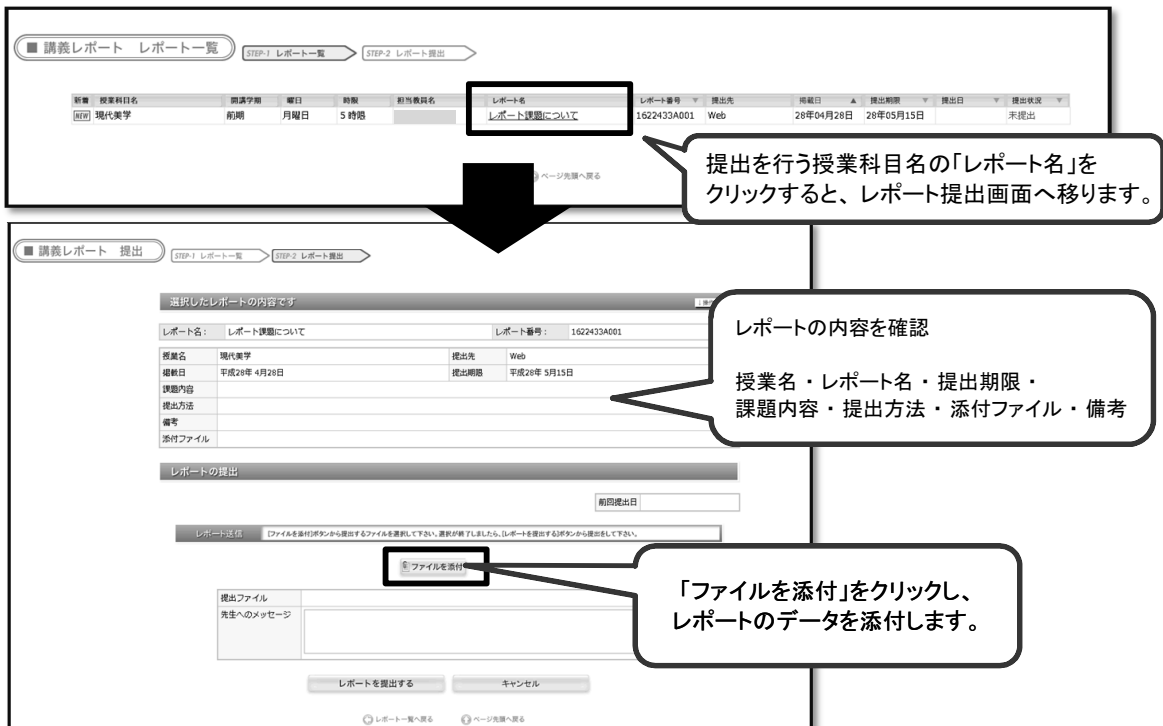 ■ 講義レポート レポート一覧 STEP-1 レポート一覧 STEP-2 レポート提出
新着 授業科目名 開講学期 曜日 時限 担当教員名 レポート名 レポート番号 ▼ 提出先 掲載日 ▲ 提出期限 ▼ 提出日 ▼ 提出状況 ▼
NEW 現代美学 前期 月曜日 5時限 レポート課題について 1622433A001 Web 28年04月28日 28年05月15日 未提出
提出を行う授業科目名の「レポート名」を
クリックすると、レポート提出画面へ移ります。
ページ先頭へ戻る
■ 講義レポート 提出 STEP-1 レポート一覧 STEP-2 レポート提出
選択したレポートの内容です
レポート名： レポート課題について レポート番号： 1622433A001
授業名 現代美学 提出先 Web
掲載日 平成28年 4月28日 提出期限 平成28年 5月15日
課題内容
提出方法
備考
添付ファイル
レポートの内容を確認
授業名・レポート名・提出期限・
課題内容・提出方法・添付ファイル・備考
レポートの提出
前回提出日
レポート送信 [ファイルを添付]ボタンから提出するファイルを選択して下さい。選択が終了しましたら、[レポートを提出する]ボタンから提出をして下さい。
ファイルを添付
「ファイルを添付」をクリックし、
レポートのデータを添付します。
提出ファイル
先生へのメッセージ
レポートを提出する キャンセル
レポート一覧へ戻る ページ先頭へ戻る